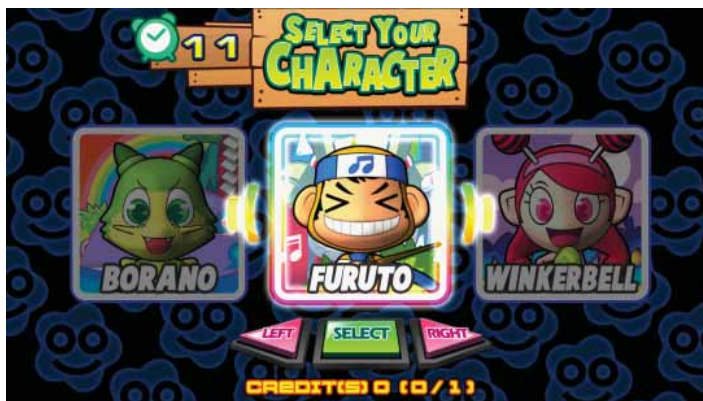 11
SELECT YOUR
CHARACTER
BORANO
FURUTO
WINKERBELL
LEFT
SELECT
RIGHT
CREDIT(S) 0 (0/1)